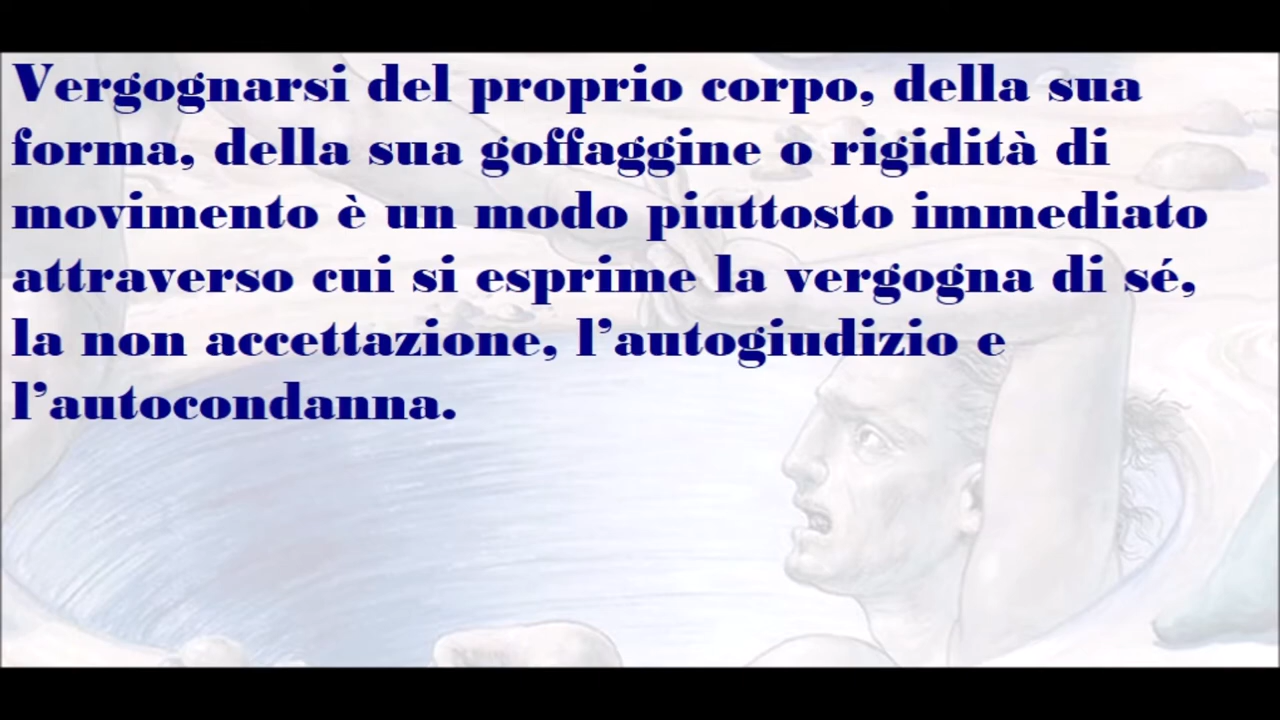 Vergognarsi del proprio corpo, della sua
forma, della sua goffaggine o rigidità di
movimento è un modo piuttosto immediato
attraverso cui si esprime la vergogna di sé,
la non accettazione, l’autogiudizio e
l’autocondanna.